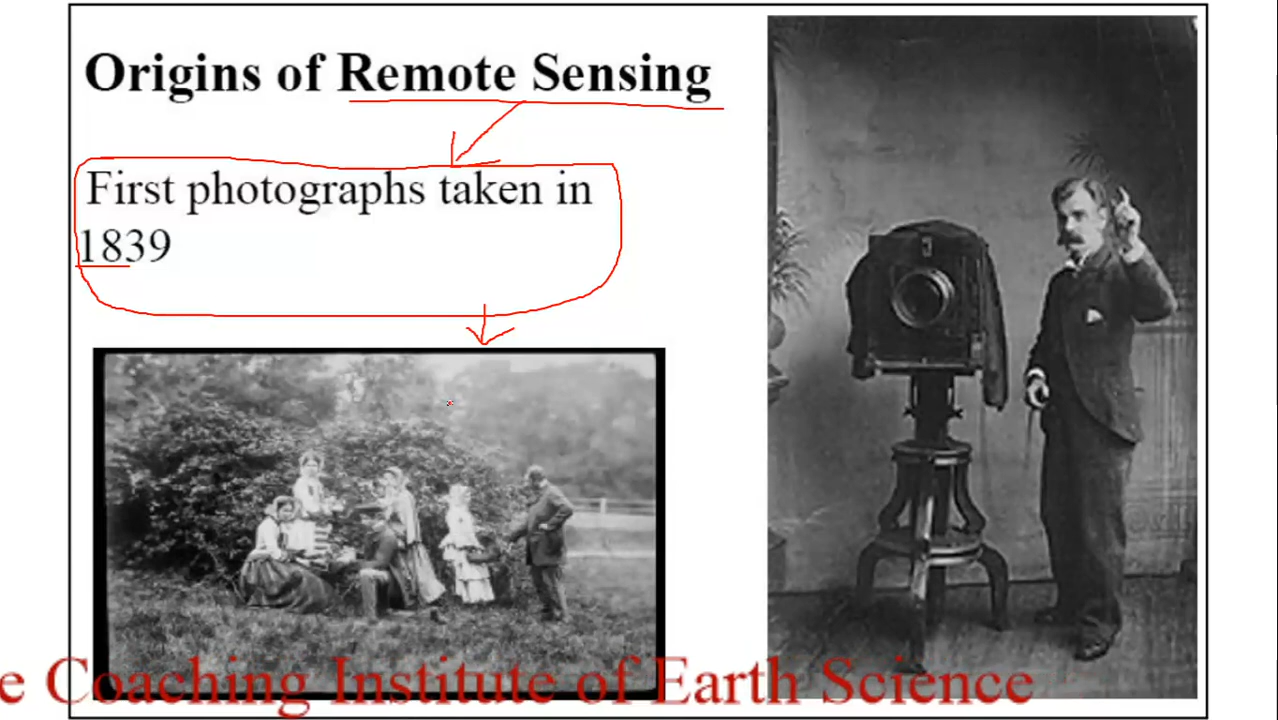 Origins of Remote Sensing
First photographs taken in
1839
e Coaching Institute of Earth Science